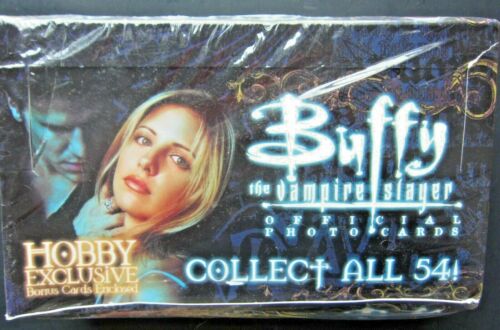 Buffy
the vampire slayer
OFFICIAL
PHOTO CARDS
HOBBY
EXCLUSIVE
Bonus Cards Enclosed
COLLECT ALL 54!